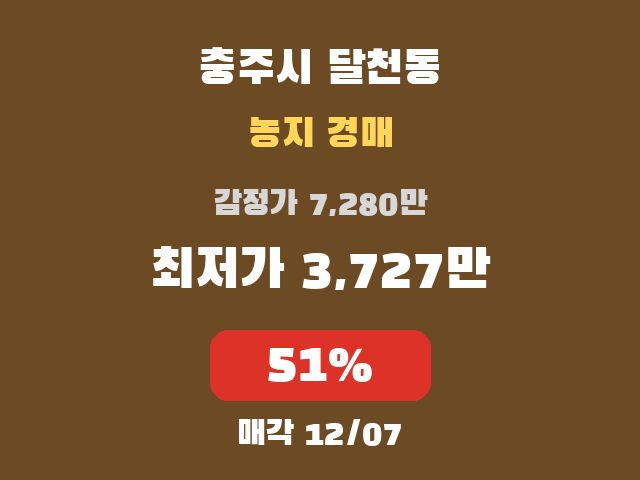 충주시 달천동
농지 경매
감정가 7,280만
최저가 3,727만
51%
매각 12/07